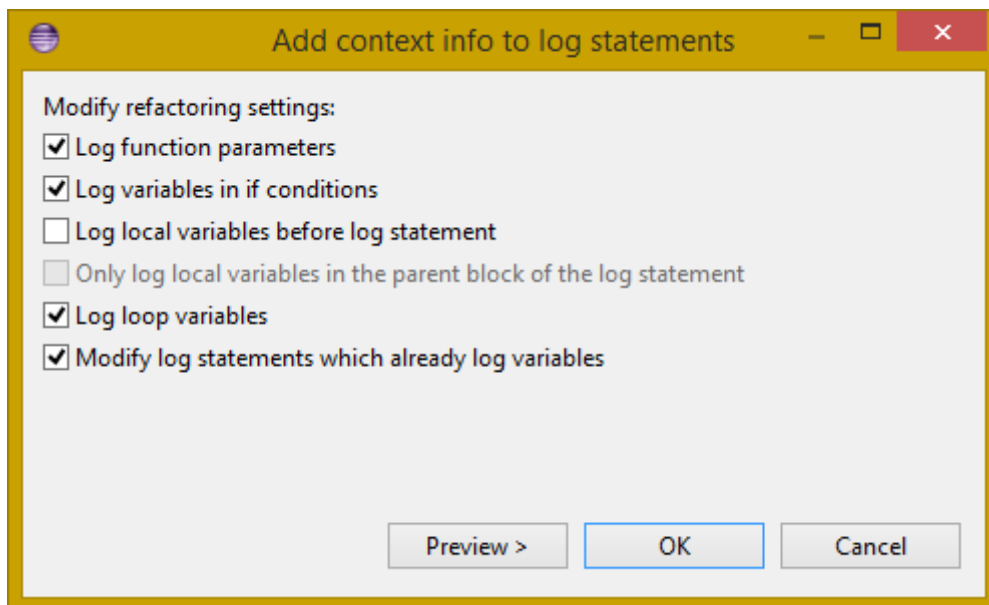 Add context info to log statements
Modify refactoring settings:
Log function parameters
Log variables in if conditions
Log local variables before log statement
Only log local variables in the parent block of the log statement
Log loop variables
Modify log statements which already log variables
Preview > OK Cancel